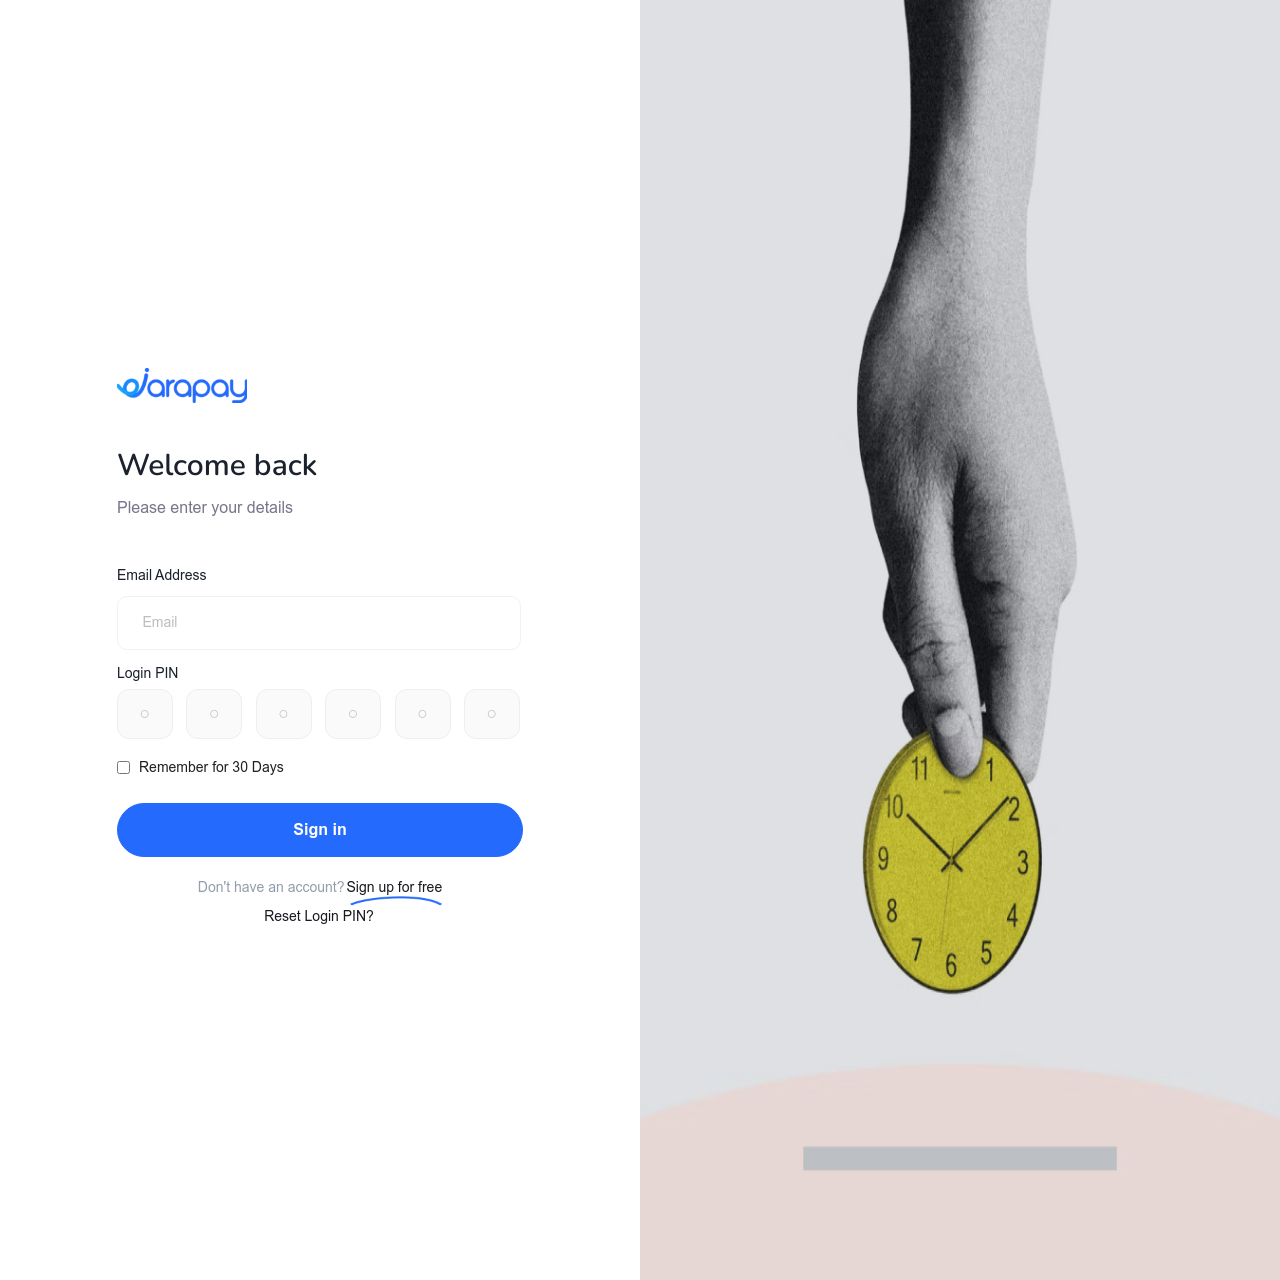 ojarapay
Welcome back
Please enter your details
Email Address
Email
Login PIN
Remember for 30 Days
Sign in
Don't have an account? Sign up for free
Reset Login PIN?
11 1
10 2
9 3
8 4
7 5
6